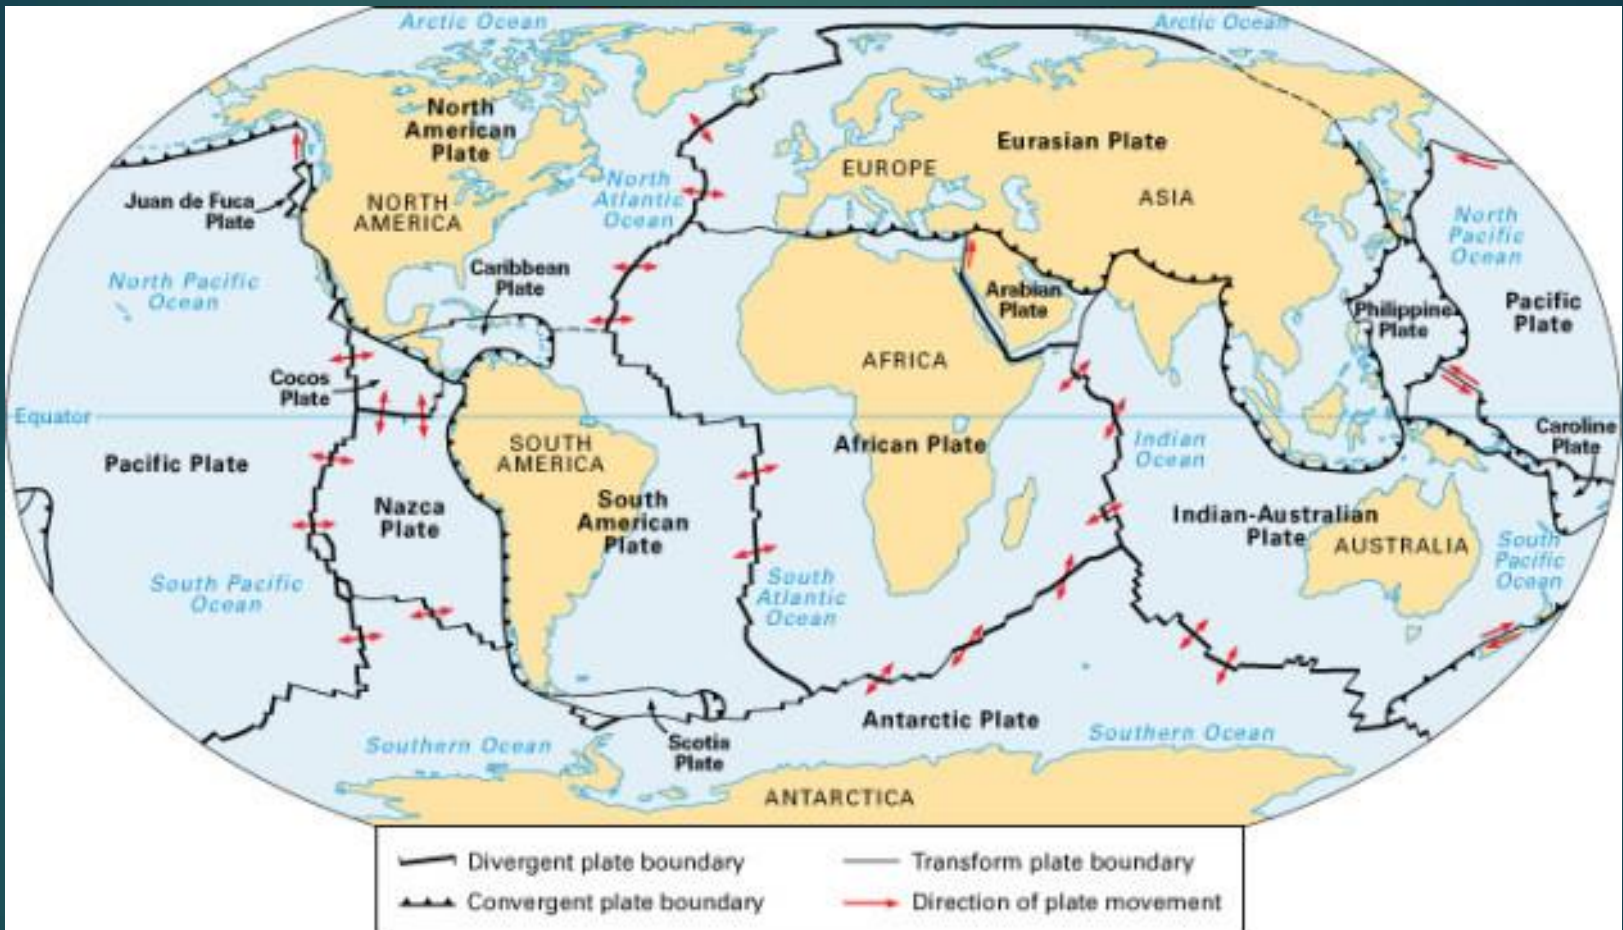 Arctic Ocean
Arctic Ocean
North
American
Plate
Eurasian Plate
EUROPE
ASIA
Juan de Fuca
Plate
NORTH
AMERICA
North
Atlantic
Ocean
North
Pacific
Ocean
North Pacific
Ocean
Caribbean
Plate
Arabian
Plate
Philippine
Plate
Pacific
Plate
Cocos
Plate
AFRICA
Equator
Pacific Plate
SOUTH
AMERICA
African Plate
Indian
Ocean
Caroline
Plate
Nazca
Plate
South
American
Plate
Indian-Australian
Plate
AUSTRALIA
South
Pacific
Ocean
South Pacific
Ocean
South
Atlantic
Ocean
Antarctic Plate
Southern Ocean
Scotia
Plate
Southern Ocean
ANTARCTICA
Divergent plate boundary
Transform plate boundary
Convergent plate boundary
Direction of plate movement